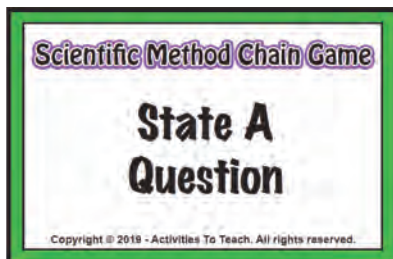 Scientific Method Chain Game
State A
Question
Copyright © 2019 - Activities To Teach. All rights reserved.